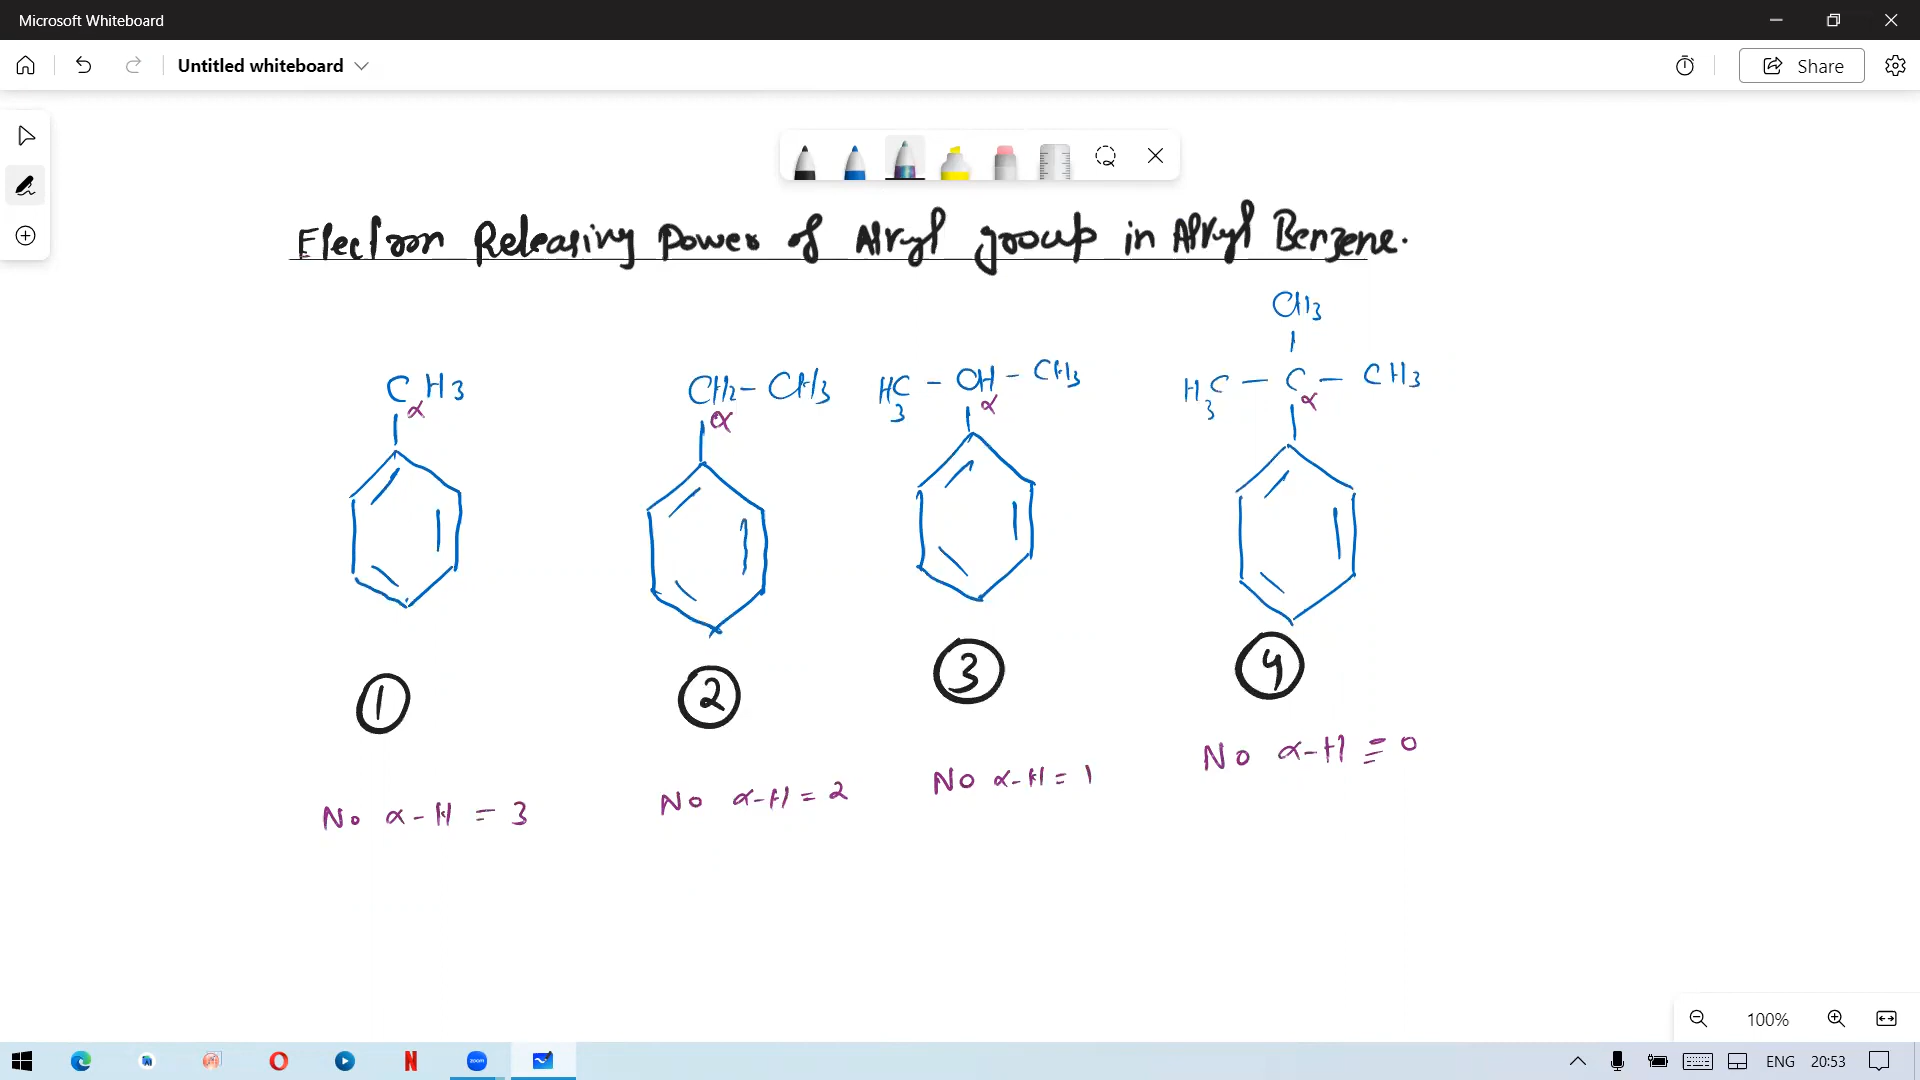 Microsoft Whiteboard
Untitled whiteboard
Share
Electron Releasing Power of Alkyl group in Alkyl Benzene.
CH3
CH3
α
CH2-CH3
α
H3C - CH - CH3
α
H3C - C - CH3
α
1
2
3
4
No α-H = 3
No α-H = 2
No α-H = 1
No α-H = 0
100%
zoom
ENG
20:53